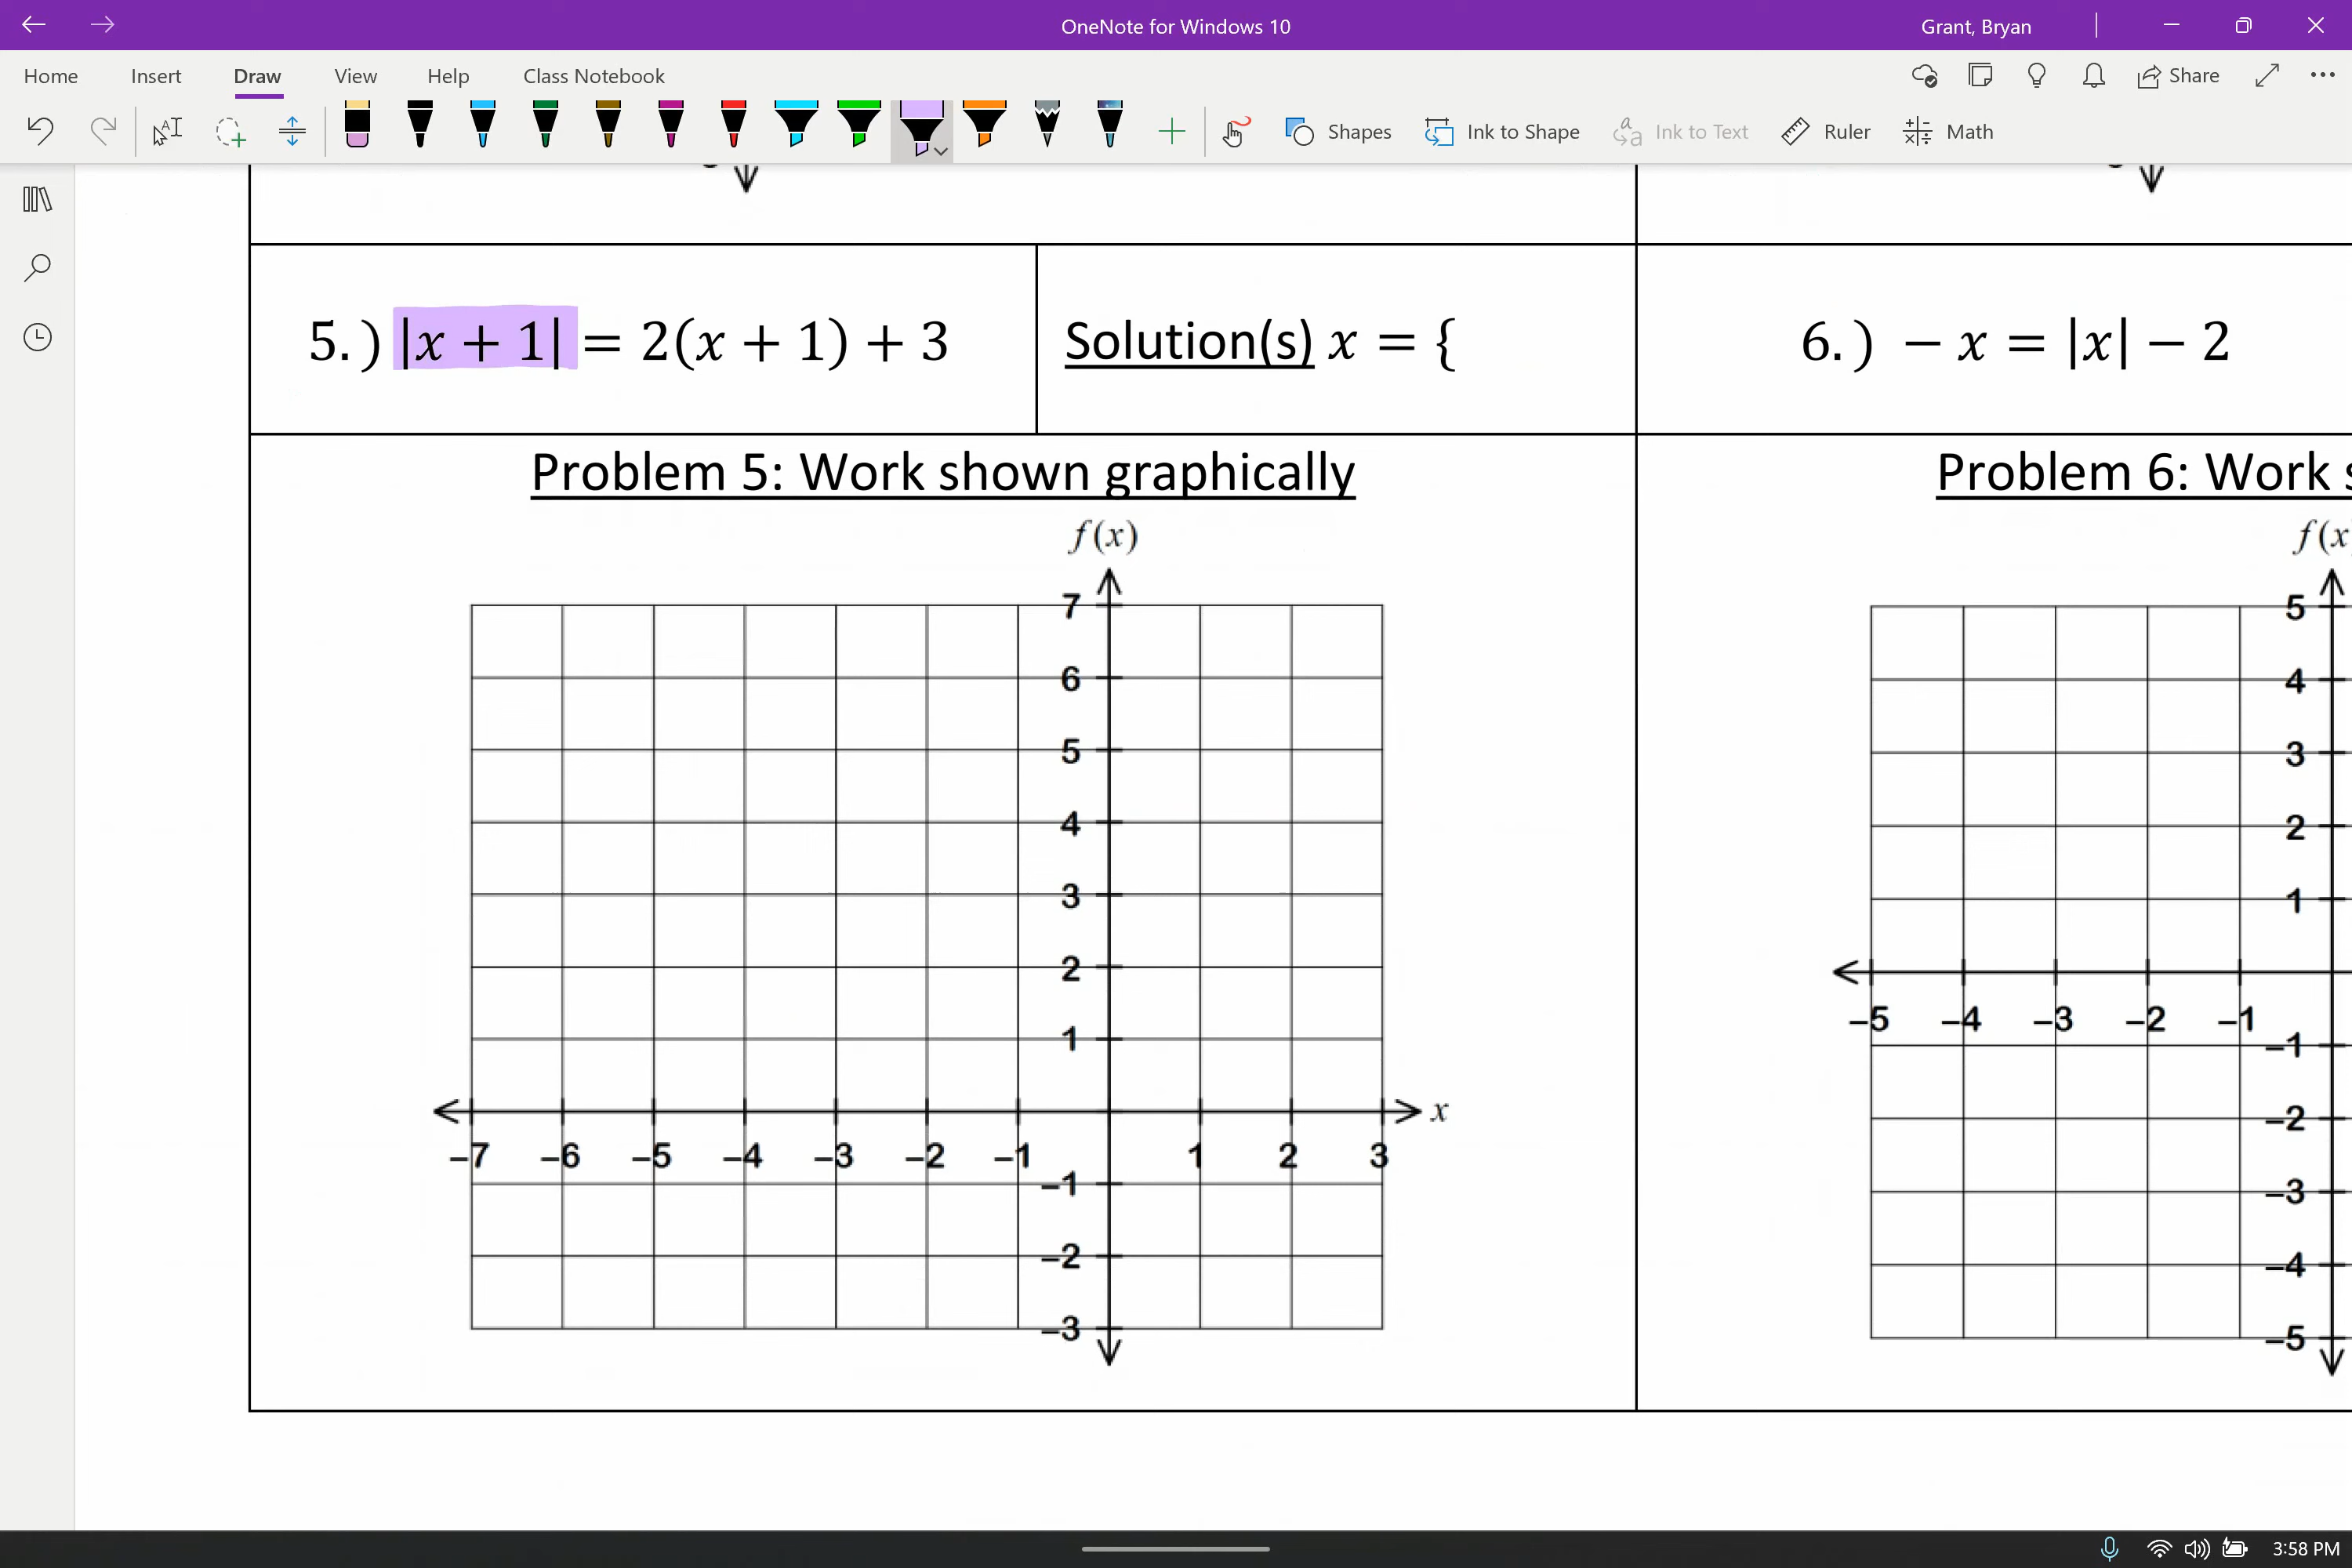 OneNote for Windows 10
Grant, Bryan
Home Insert Draw View Help Class Notebook
Share
Shapes Ink to Shape Ink to Text Ruler Math
5.) |x + 1| = 2(x + 1) + 3
Solution(s) x = {
6.) − x = |x| − 2
Problem 5: Work shown graphically
f(x)
7
6
5
4
3
2
1
x
−7 −6 −5 −4 −3 −2 −1 1 2 3
−1
−2
−3
Problem 6: Work s
f(x
5
4
3
2
1
−5 −4 −3 −2 −1
−1
−2
−3
−4
−5
3:58 PM